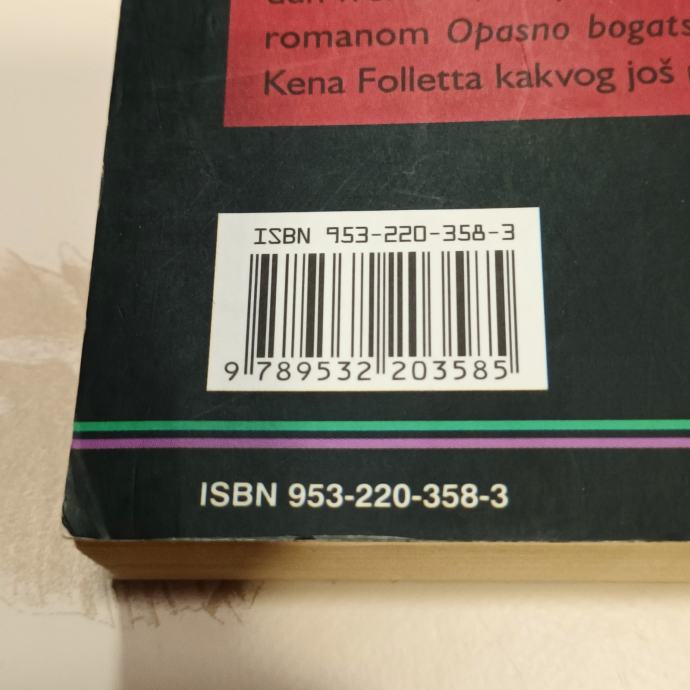 romanom Opasno
Kena Folletta kakvog još
ISBN 953-220-358-3
9 789532 203585
ISBN 953-220-358-3